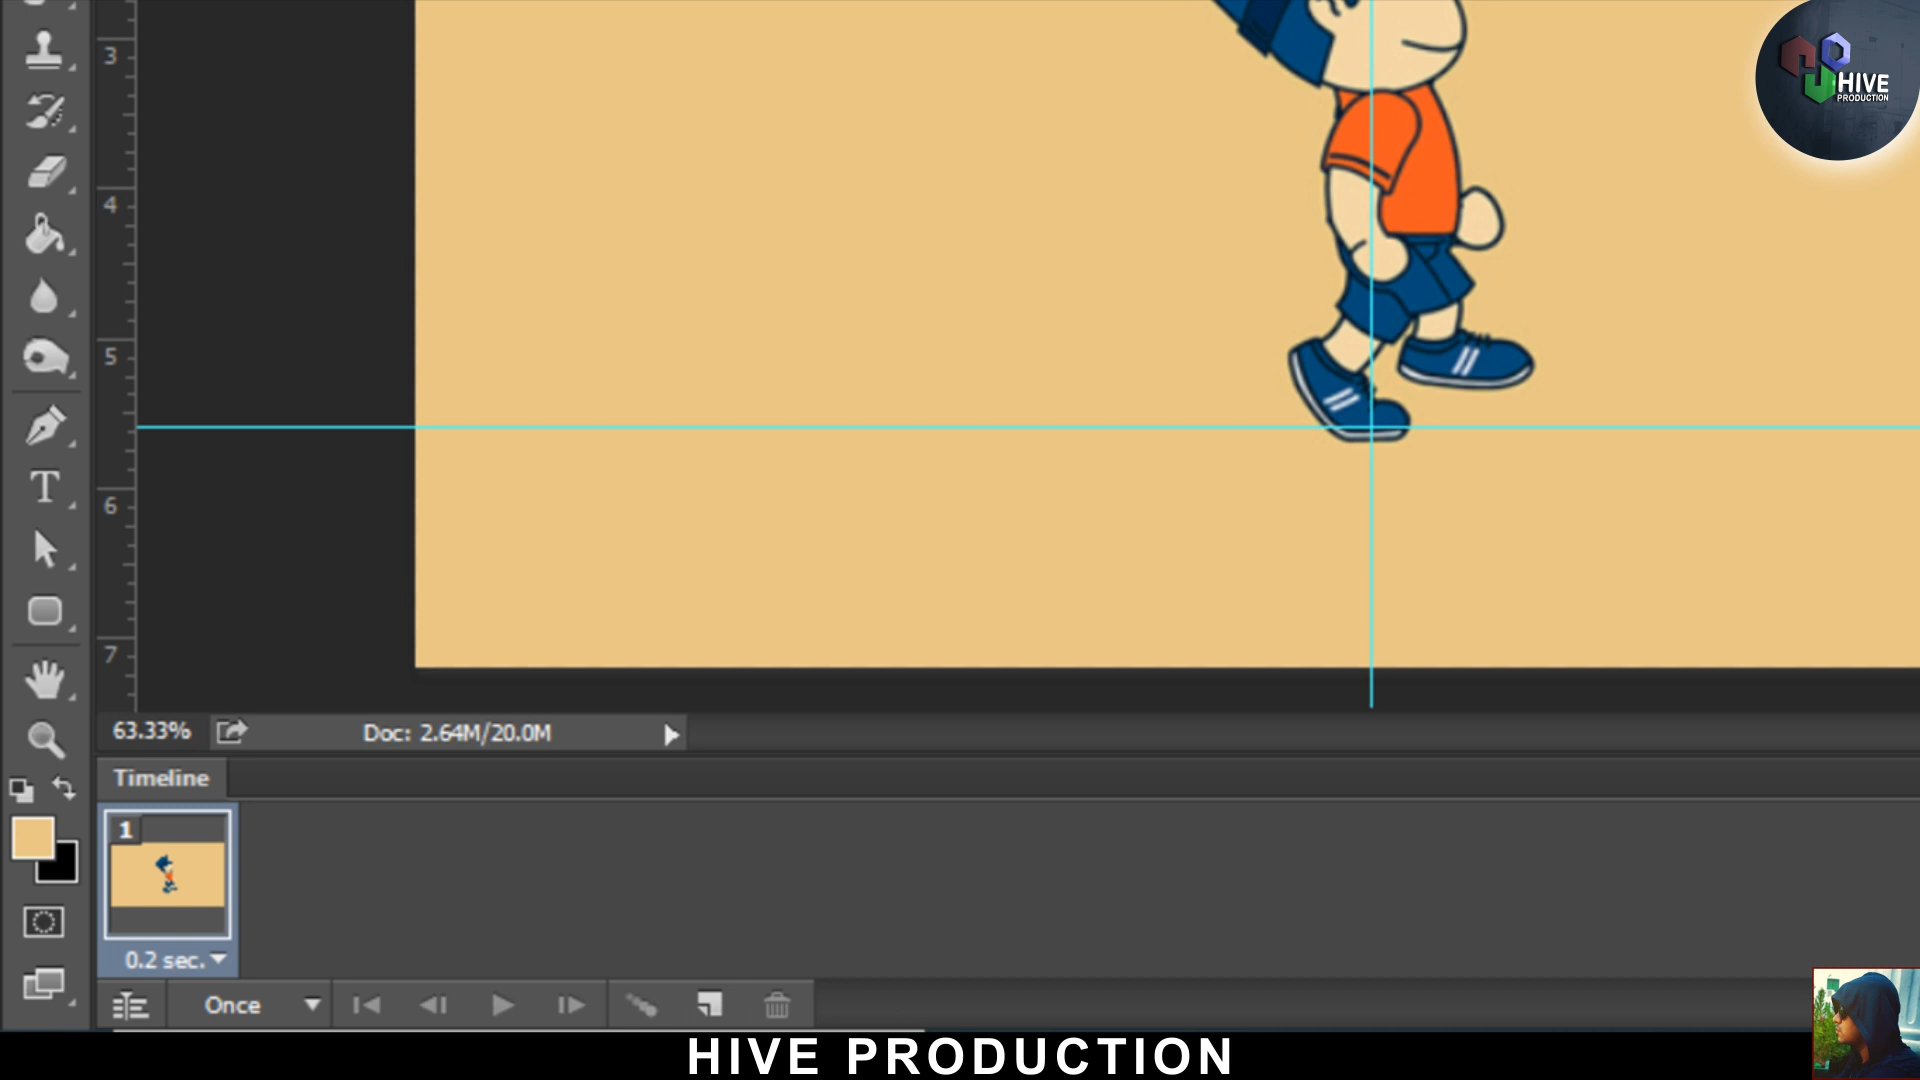 3
HIVE
PRODUCTION
4
5
T
6
7
63.33%
Doc: 2.64M/20.0M
Timeline
1
0.2 sec.
Once
HIVE PRODUCTION